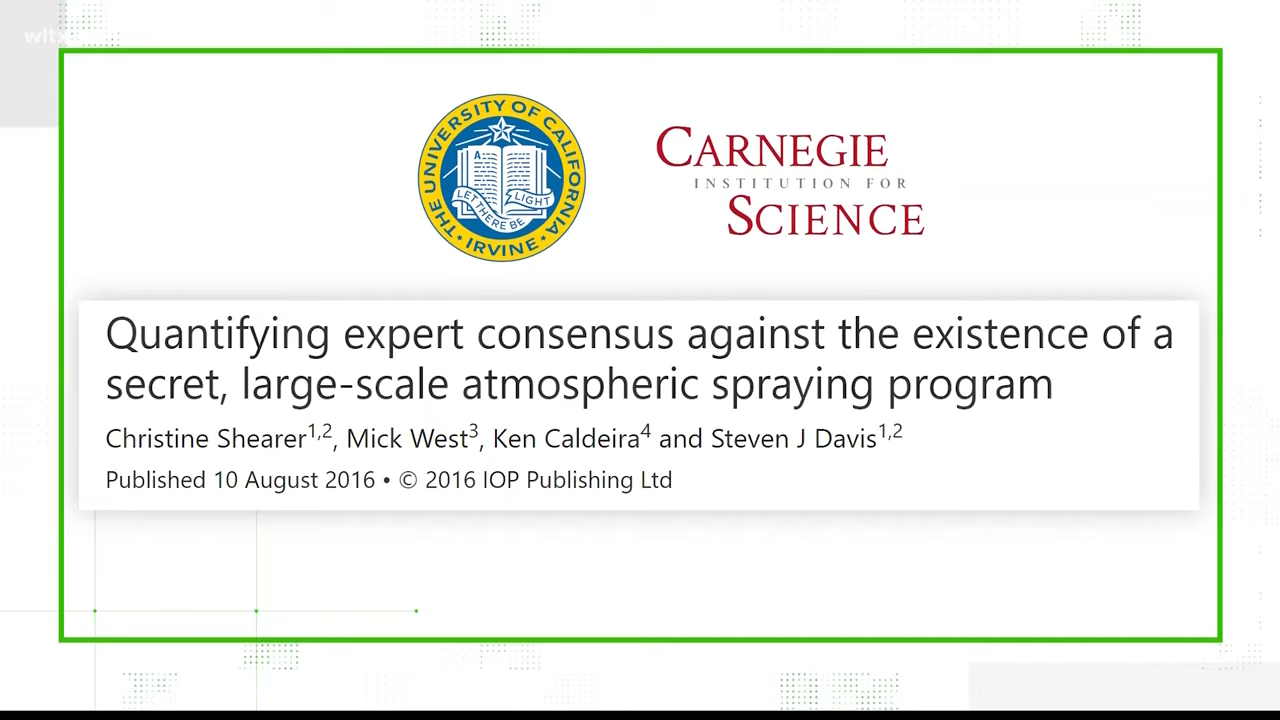 wltx
THE UNIVERSITY OF CALIFORNIA
A
LET THERE BE LIGHT
• IRVINE •
CARNEGIE
INSTITUTION FOR
SCIENCE
Quantifying expert consensus against the existence of a
secret, large-scale atmospheric spraying program
Christine Shearer1,2, Mick West3, Ken Caldeira4 and Steven J Davis1,2
Published 10 August 2016 • © 2016 IOP Publishing Ltd